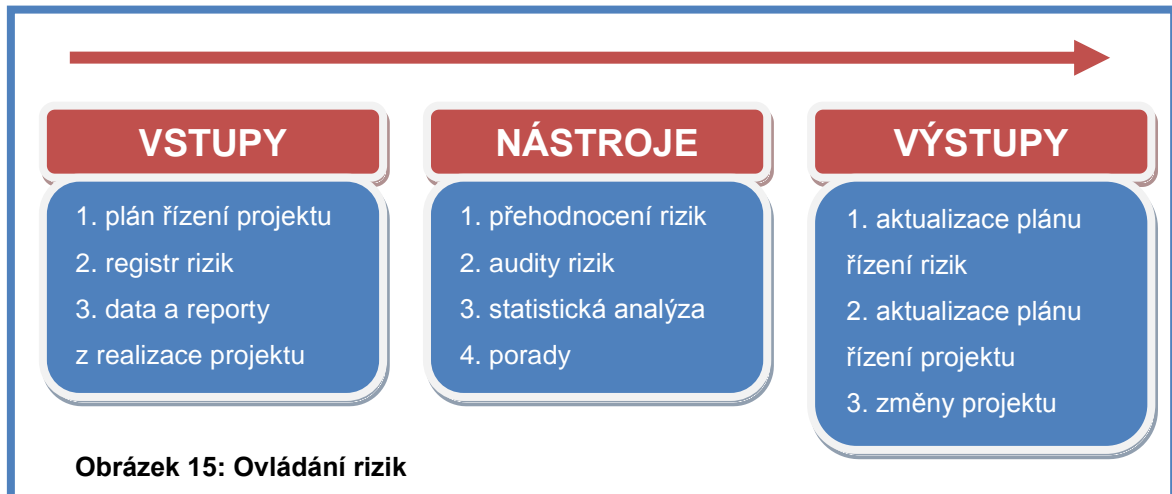 VSTUPY
1. plán řízení projektu
2. registr rizik
3. data a reporty
z realizace projektu
NÁSTROJE
1. přehodnocení rizik
2. audity rizik
3. statistická analýza
4. porady
VÝSTUPY
1. aktualizace plánu
řízení rizik
2. aktualizace plánu
řízení projektu
3. změny projektu
Obrázek 15: Ovládání rizik